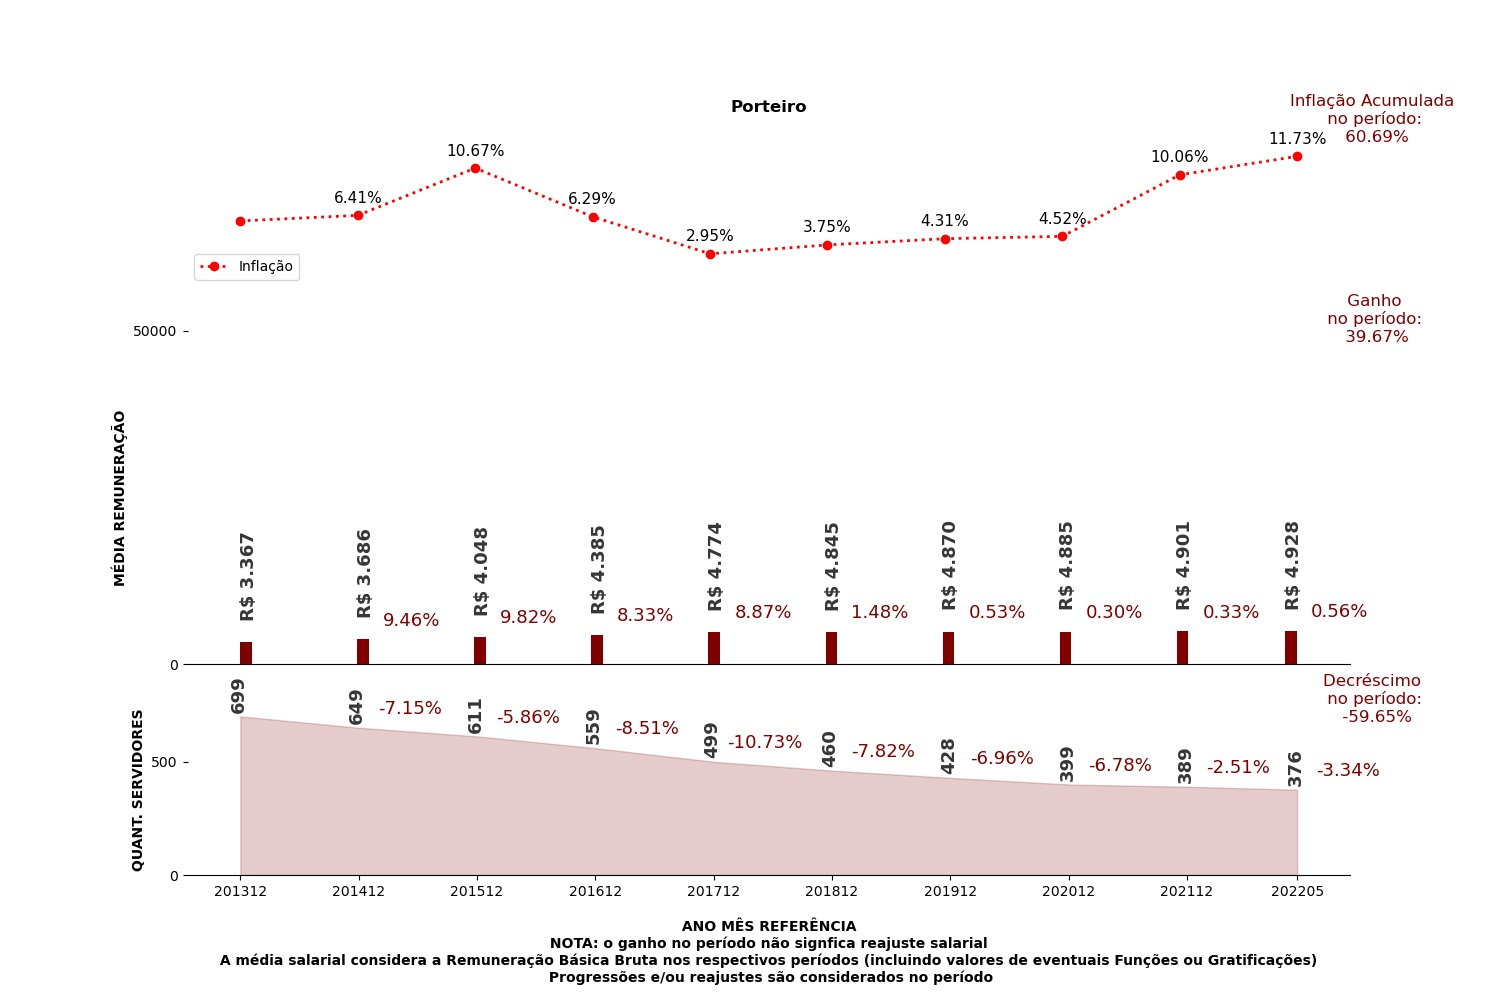 Porteiro
Inflação Acumulada
no período:
60.69%
6.41%
10.67%
6.29%
2.95%
3.75%
4.31%
4.52%
10.06%
11.73%
Inflação
Ganho
no período:
39.67%
50000
0
MÉDIA REMUNERAÇÃO
R$ 3.367
R$ 3.686
R$ 4.048
R$ 4.385
R$ 4.774
R$ 4.845
R$ 4.870
R$ 4.885
R$ 4.901
R$ 4.928
9.46%
9.82%
8.33%
8.87%
1.48%
0.53%
0.30%
0.33%
0.56%
Decréscimo
no período:
-59.65%
QUANT. SERVIDORES
500
0
699
649
611
559
499
460
428
399
389
376
-7.15%
-5.86%
-8.51%
-10.73%
-7.82%
-6.96%
-6.78%
-2.51%
-3.34%
201312
201412
201512
201612
201712
201812
201912
202012
202112
202205
ANO MÊS REFERÊNCIA
NOTA: o ganho no período não signfica reajuste salarial
A média salarial considera a Remuneração Básica Bruta nos respectivos períodos (incluindo valores de eventuais Funções ou Gratificações)
Progressões e/ou reajustes são considerados no período